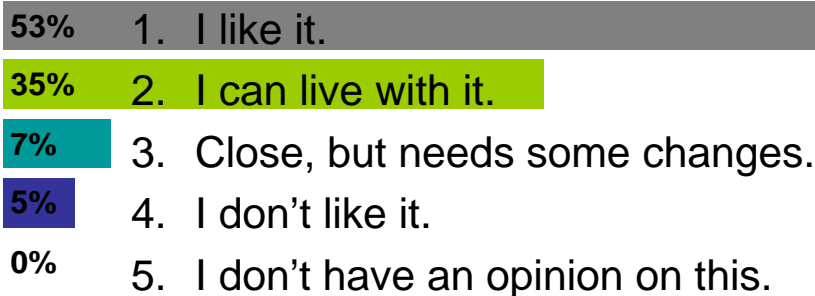 53% 1. I like it.
35% 2. I can live with it.
7% 3. Close, but needs some changes.
5% 4. I don’t like it.
0% 5. I don’t have an opinion on this.